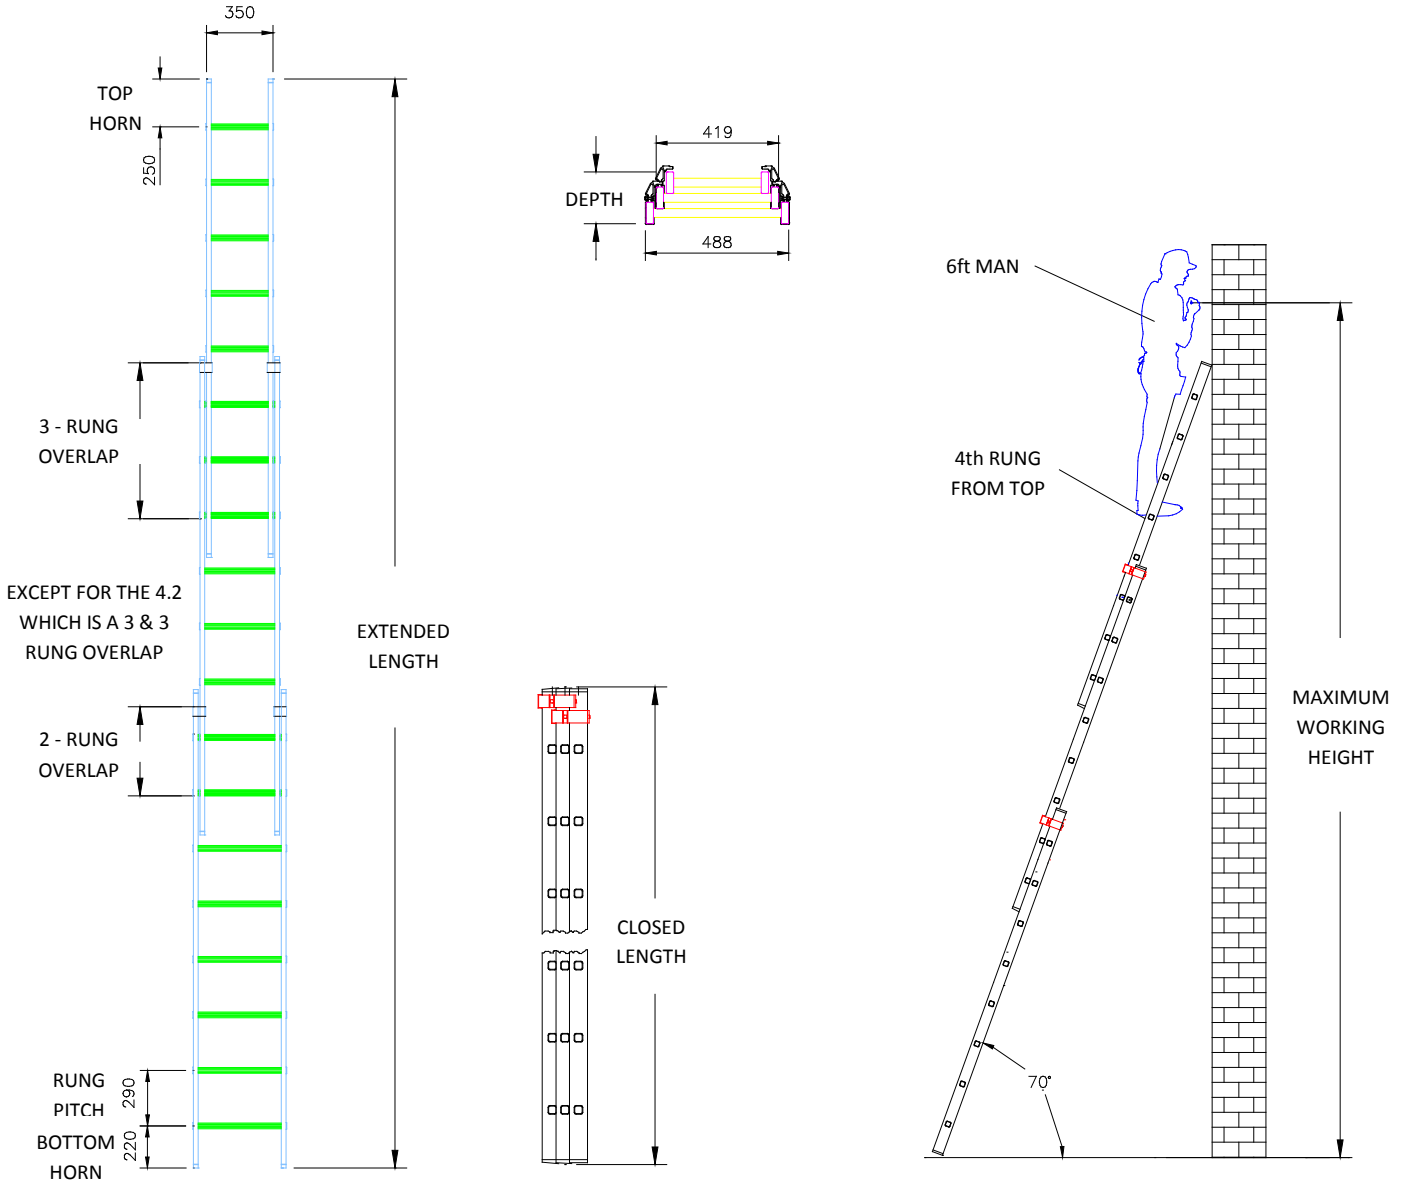 350
TOP
HORN
250
3 - RUNG
OVERLAP
EXCEPT FOR THE 4.2
WHICH IS A 3 & 3
RUNG OVERLAP
2 - RUNG
OVERLAP
RUNG
PITCH
290
BOTTOM
HORN
220
EXTENDED
LENGTH
419
DEPTH
488
CLOSED
LENGTH
6ft MAN
4th RUNG
FROM TOP
70°
MAXIMUM
WORKING
HEIGHT